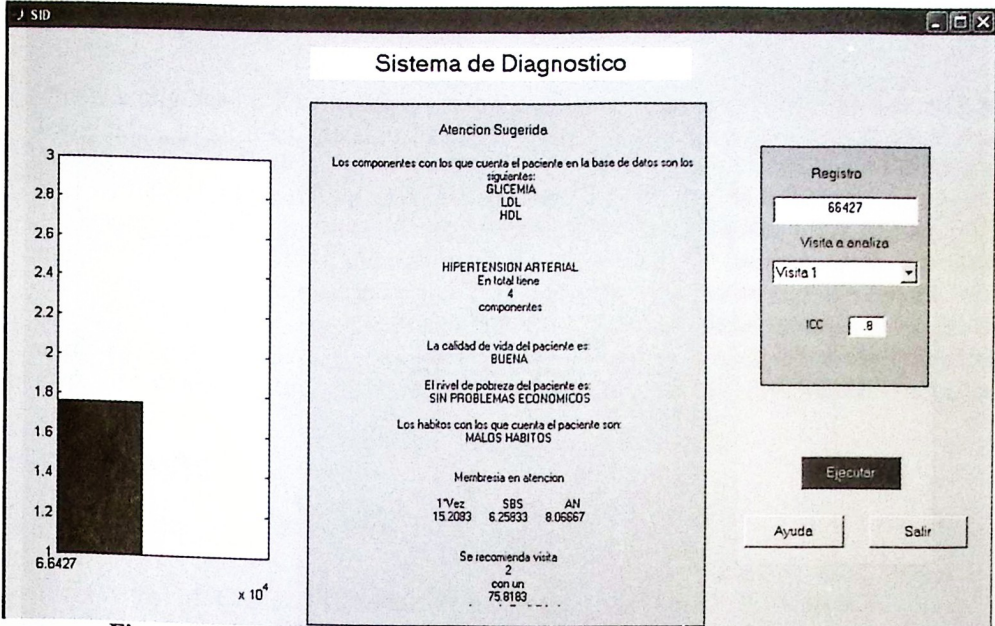 SID
Sistema de Diagnostico
3
2.8
2.6
2.4
2.2
2
1.8
1.6
1.4
1.2
1
6.6427
x 10^4
Atencion Sugerida
Los componentes con los que cuenta el paciente en la base de datos son los
siguientes:
GLICEMIA
LDL
HDL
HIPERTENSION ARTERIAL
En total tiene
4
componentes
La calidad de vida del paciente es:
BUENA
El nivel de pobreza del paciente es:
SIN PROBLEMAS ECONOMICOS
Los habitos con los que cuenta el paciente son:
MALOS HABITOS
Membresia en atencion
1ªVez SBS AN
15.2083 6.25833 8.06667
Se recomienda visita
2
con un
75.8183
Registro
66427
Visita a analiza
Visita 1
ICC .8
Ejecutar
Ayuda Salir